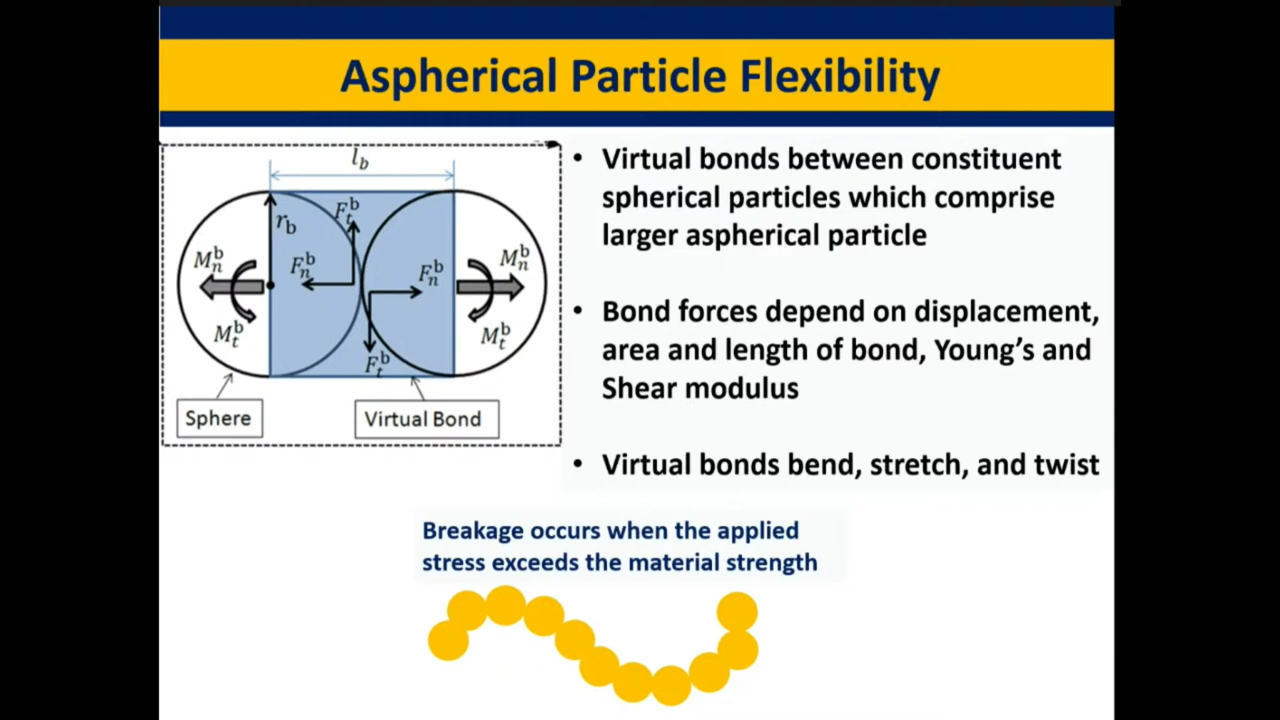 Aspherical Particle Flexibility
l_b
r_b
F_t^b
F_n^b
F_n^b
F_t^b
M_n^b
M_t^b
M_n^b
M_t^b
Sphere
Virtual Bond
• Virtual bonds between constituent
spherical particles which comprise
larger aspherical particle
• Bond forces depend on displacement,
area and length of bond, Young's and
Shear modulus
• Virtual bonds bend, stretch, and twist
Breakage occurs when the applied
stress exceeds the material strength